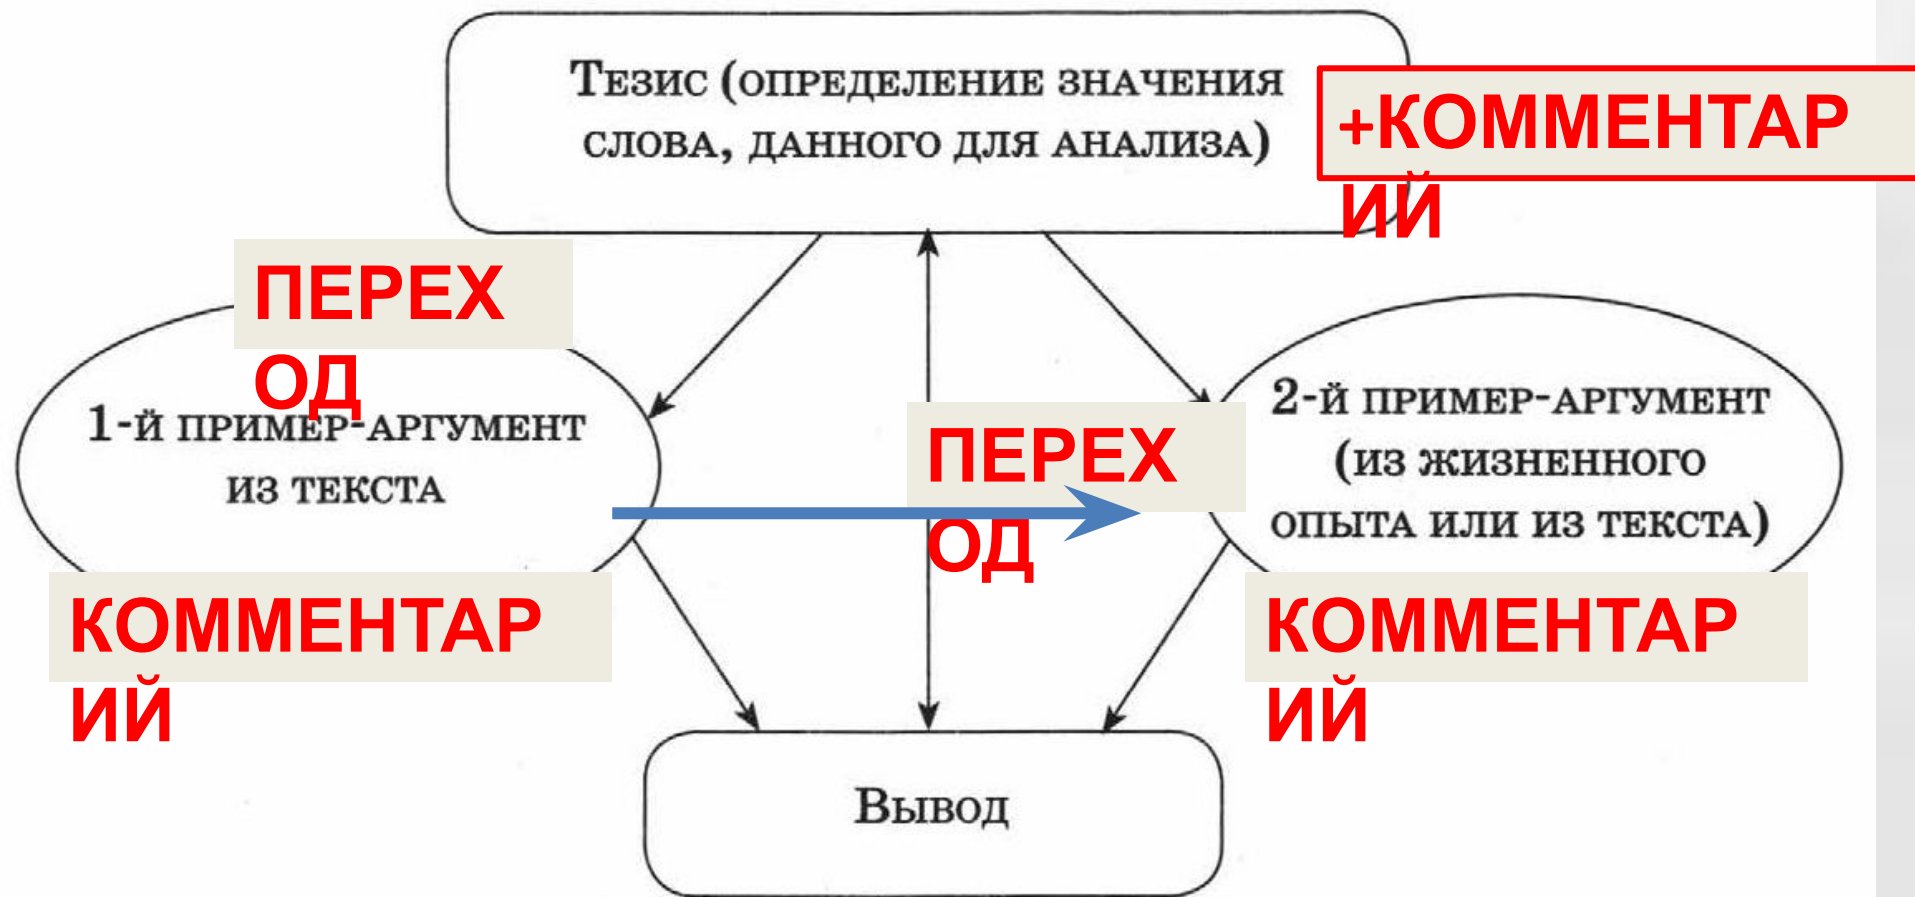 Тезис (определение значения
слова, данного для анализа)
+КОММЕНТАР
ИЙ
ПЕРЕХ
ОД
1-й пример-аргумент
из текста
ПЕРЕХ
ОД
2-й пример-аргумент
(из жизненного
опыта или из текста)
КОММЕНТАР
ИЙ
КОММЕНТАР
ИЙ
Вывод